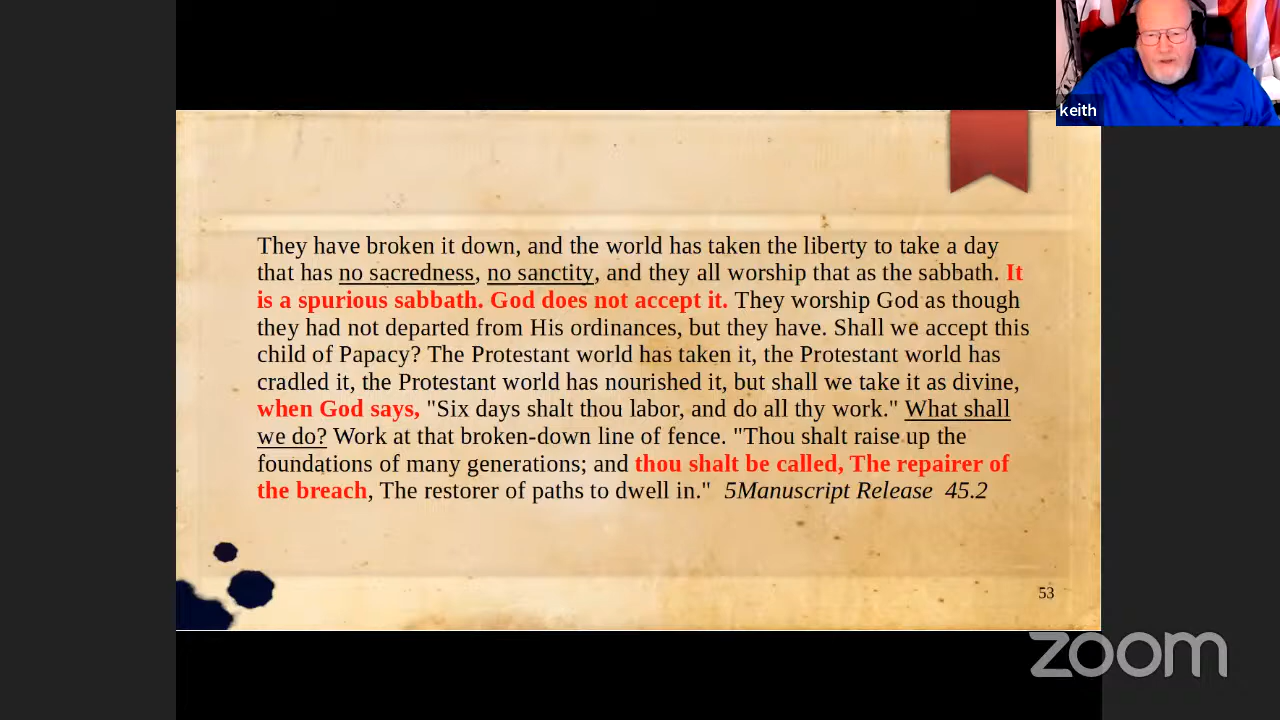 keith
They have broken it down, and the world has taken the liberty to take a day
that has no sacredness, no sanctity, and they all worship that as the sabbath. It
is a spurious sabbath. God does not accept it. They worship God as though
they had not departed from His ordinances, but they have. Shall we accept this
child of Papacy? The Protestant world has taken it, the Protestant world has
cradled it, the Protestant world has nourished it, but shall we take it as divine,
when God says, "Six days shalt thou labor, and do all thy work." What shall
we do? Work at that broken-down line of fence. "Thou shalt raise up the
foundations of many generations; and thou shalt be called, The repairer of
the breach, The restorer of paths to dwell in." 5Manuscript Release 45.2
53
zoom